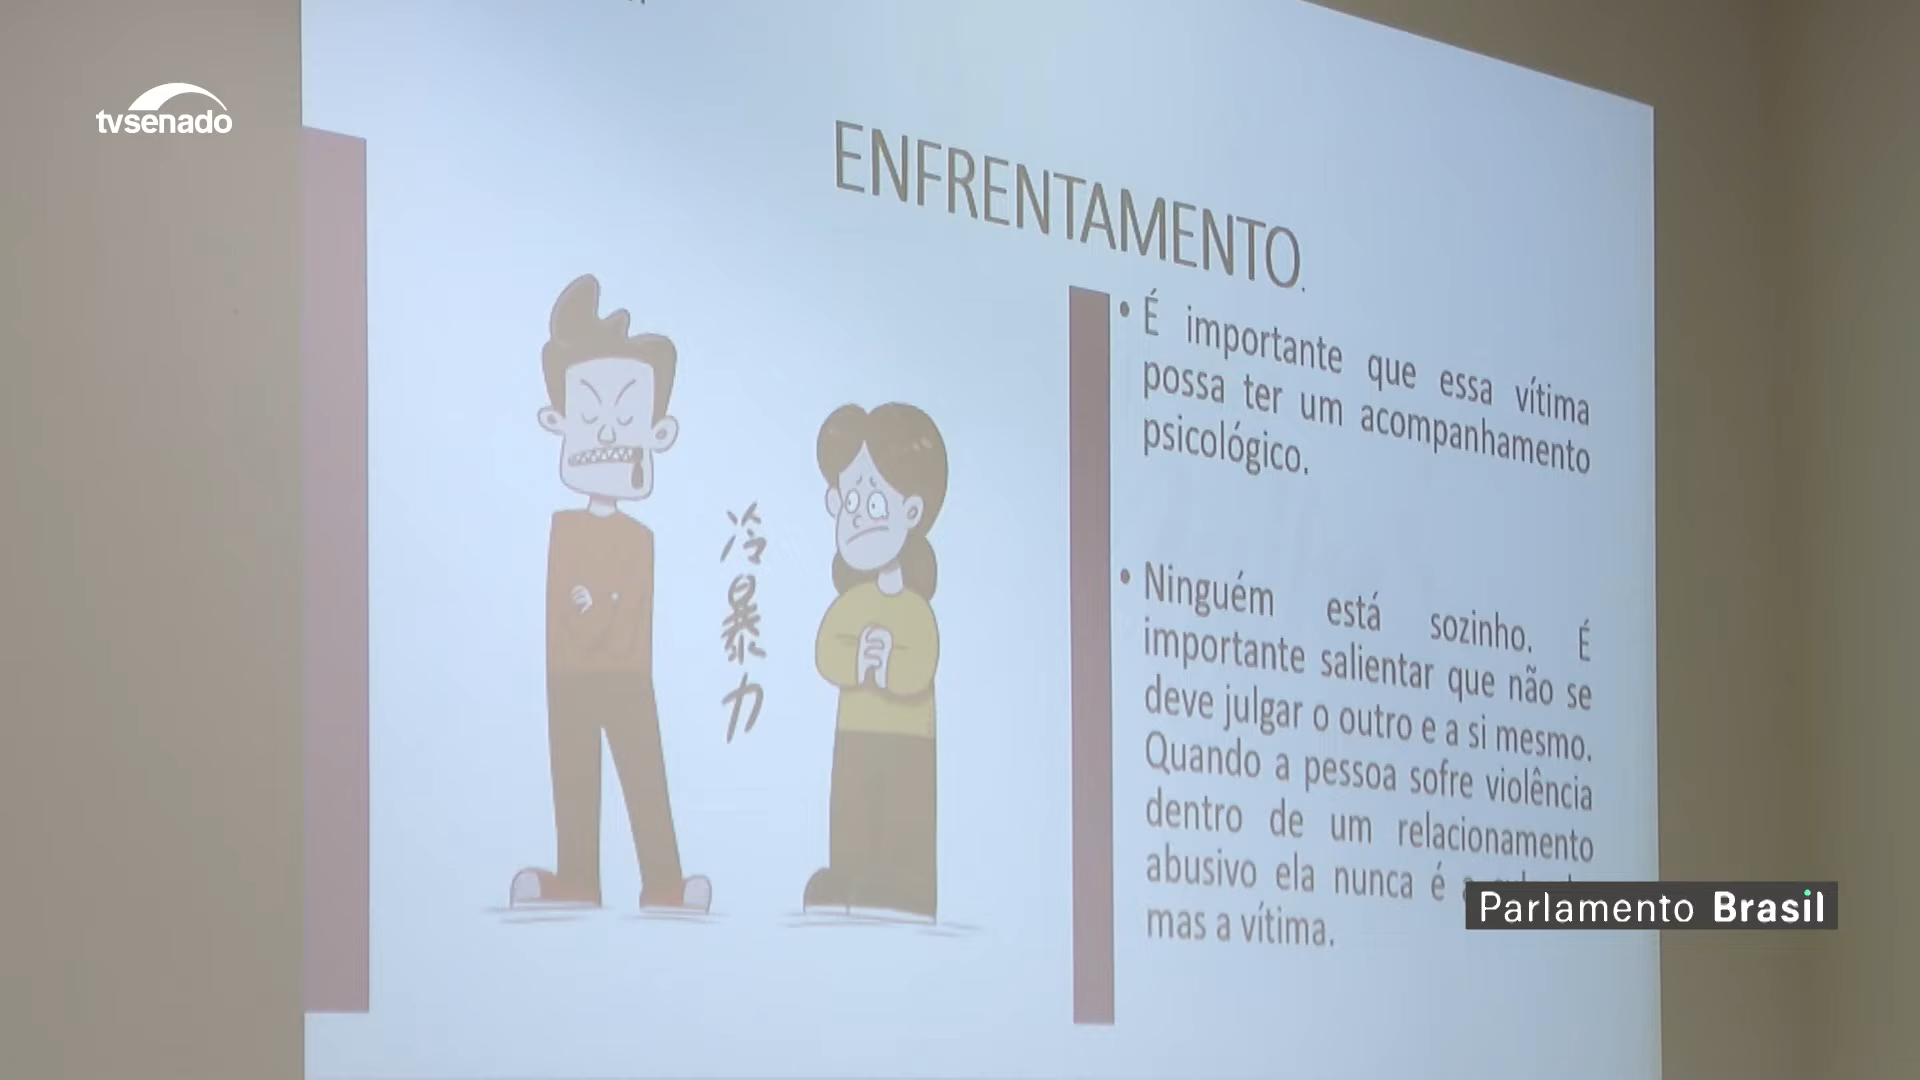 tvsenado
ENFRENTAMENTO.
• É importante que essa vítima
possa ter um acompanhamento
psicológico.
冷暴力
• Ninguém está sozinho. É
importante salientar que não se
deve julgar o outro e a si mesmo.
Quando a pessoa sofre violência
dentro de um relacionamento
abusivo ela nunca é a
mas a vítima.
Parlamento Brasil